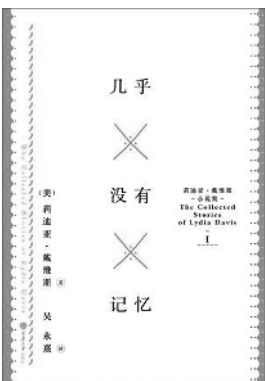 几乎
没有
记忆
莉迪亚·戴维斯
小说集
The Collected
Stories
of Lydia Davis
I
(美)莉迪亚·戴维斯 著
吴永熹 译